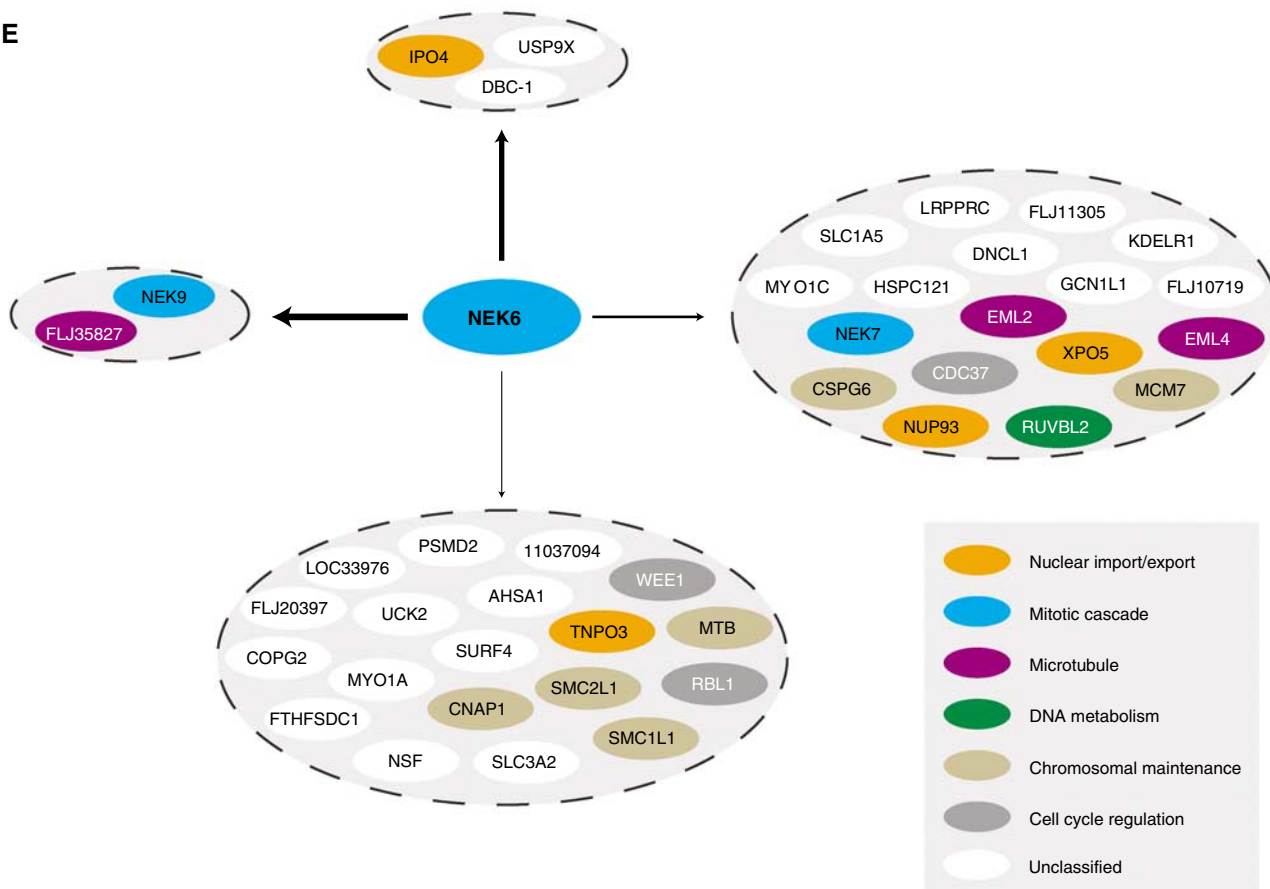 E
IPO4
USP9X
DBC-1
LRPPRC
FLJ11305
SLC1A5
KDELR1
DNCL1
MYO1C
HSPC121
GCN1L1
FLJ10719
NEK9
FLJ35827
NEK6
NEK7
EML2
EML4
XPO5
CDC37
CSPG6
MCM7
NUP93
RUVBL2
PSMD2
11037094
LOC33976
WEE1
FLJ20397
UCK2
AHSA1
TNPO3
MTB
COPG2
SURF4
MYO1A
SMC2L1
RBL1
FTHFSDC1
CNAP1
SMC1L1
NSF
SLC3A2
Nuclear import/export
Mitotic cascade
Microtubule
DNA metabolism
Chromosomal maintenance
Cell cycle regulation
Unclassified